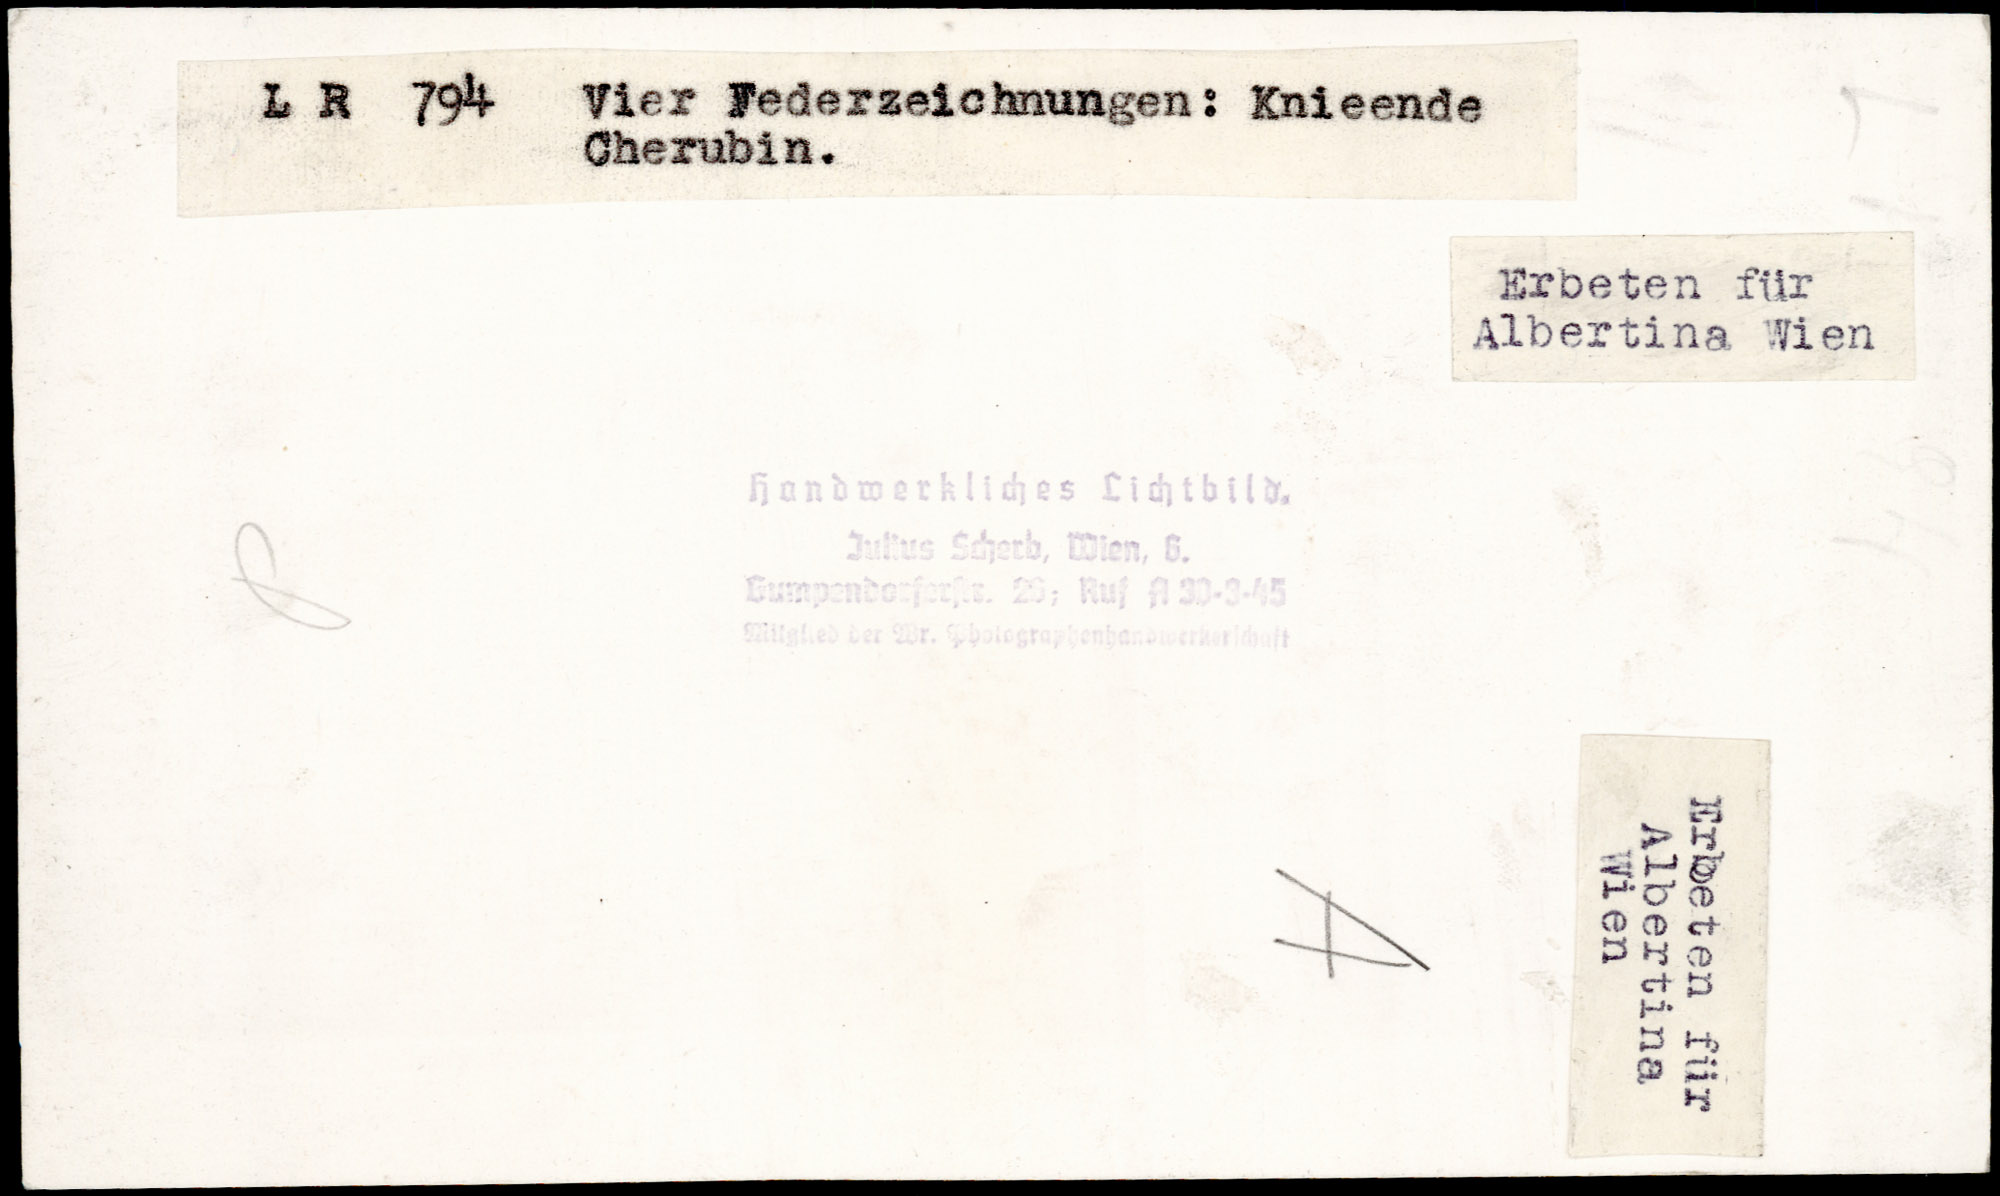 L R 794 Vier Federzeichnungen: Knieende
Cherubin.
Erbeten für
Albertina Wien
Handwerkliches Lichtbild.
Julius Scherb, Wien, 6.
Gumpendorferstr. 26; Ruf A 30-3-45
Mitglied der Wr. Photographenhandwerkerschaft
A
Erbeten für
Albertina
Wien